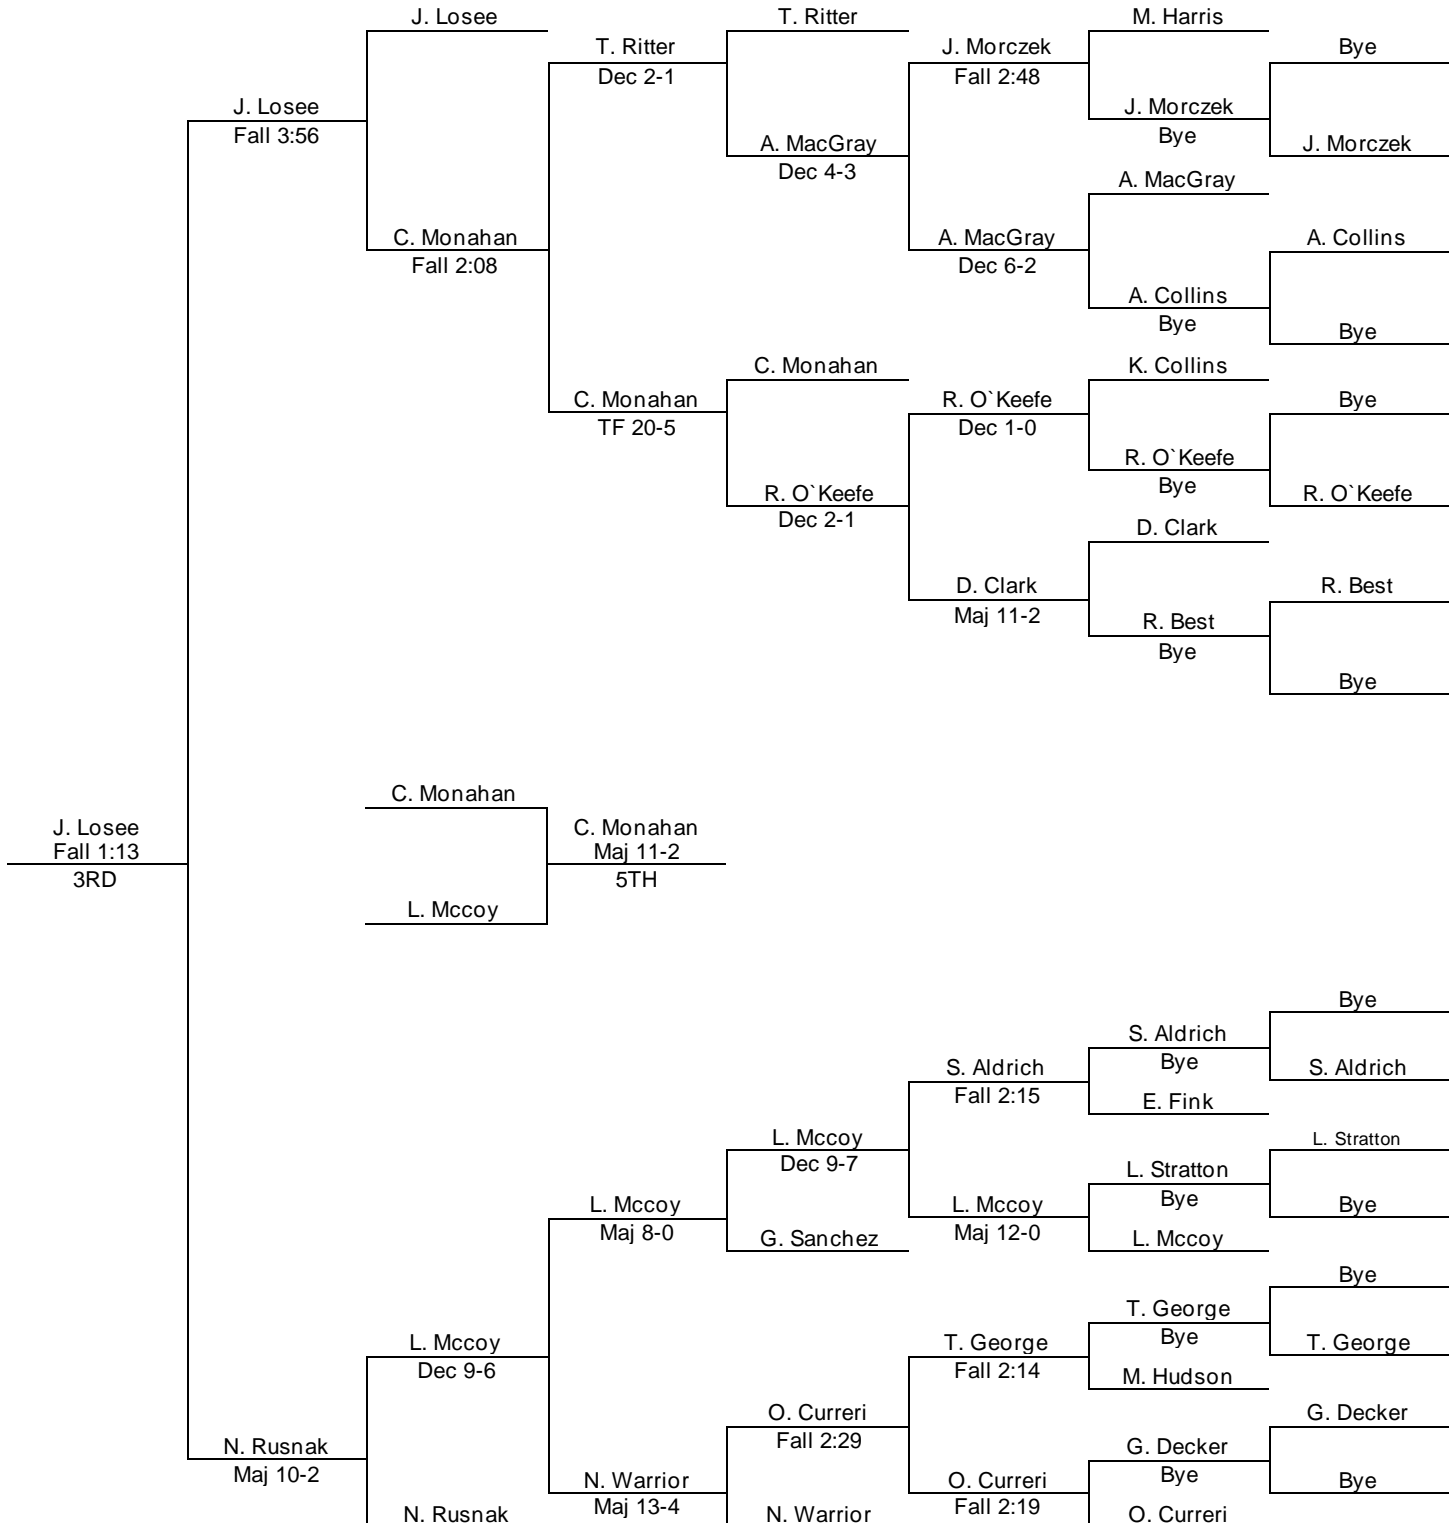 J. Losee
T. Ritter
M. Harris
T. Ritter
Dec 2-1
J. Morczek
Fall 2:48
Bye
J. Losee
Fall 3:56
J. Morczek
Bye
A. MacGray
Dec 4-3
J. Morczek
A. MacGray
C. Monahan
Fall 2:08
A. MacGray
Dec 6-2
A. Collins
A. Collins
Bye
Bye
C. Monahan
K. Collins
C. Monahan
TF 20-5
R. O`Keefe
Dec 1-0
Bye
R. O`Keefe
Bye
R. O`Keefe
Dec 2-1
R. O`Keefe
D. Clark
D. Clark
Maj 11-2
R. Best
R. Best
Bye
Bye
C. Monahan
J. Losee
Fall 1:13
3RD
C. Monahan
Maj 11-2
5TH
L. Mccoy
Bye
S. Aldrich
Bye
S. Aldrich
Fall 2:15
S. Aldrich
E. Fink
L. Mccoy
Dec 9-7
L. Stratton
L. Stratton
Bye
L. Mccoy
Maj 8-0
L. Mccoy
Maj 12-0
Bye
G. Sanchez
L. Mccoy
Bye
T. George
Bye
L. Mccoy
Dec 9-6
T. George
Fall 2:14
T. George
M. Hudson
O. Curreri
Fall 2:29
G. Decker
N. Rusnak
Maj 10-2
G. Decker
Bye
N. Warrior
Maj 13-4
O. Curreri
Fall 2:19
Bye
N. Rusnak
N. Warrior
O. Curreri